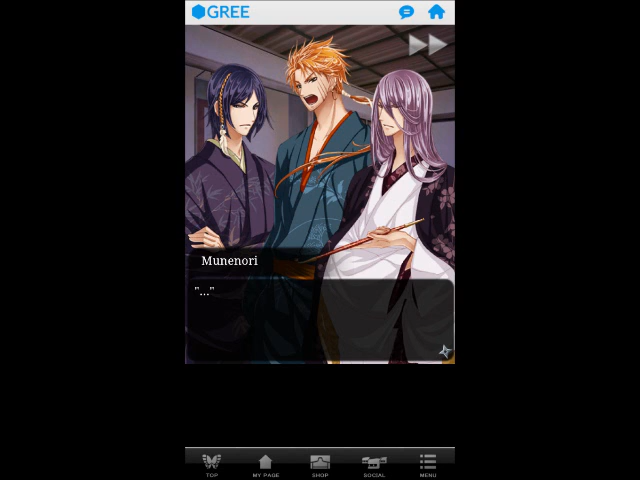 GREE
Munenori
"..."
TOP
MY PAGE
SHOP
SOCIAL
MENU